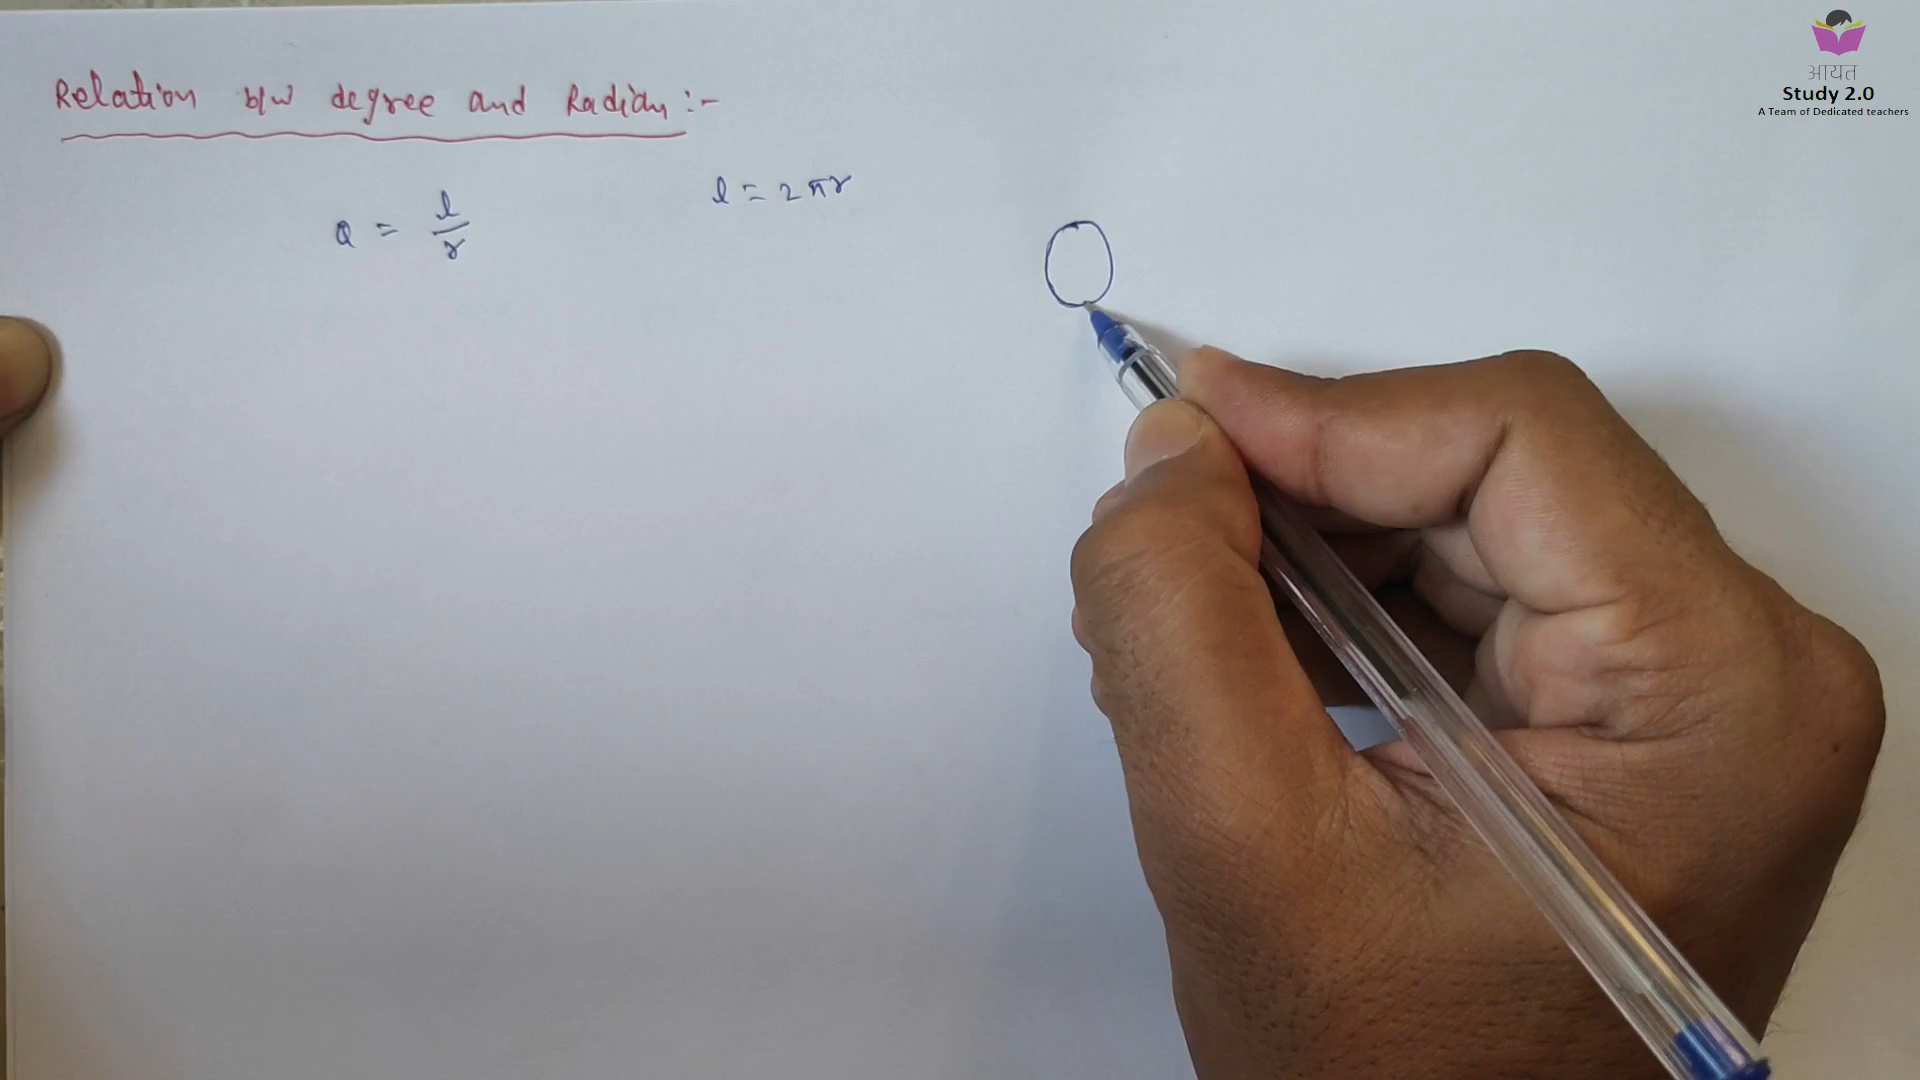 Relation b/w degree and Radian :-
θ = l/r
l = 2πr
आयत
Study 2.0
A Team of Dedicated teachers